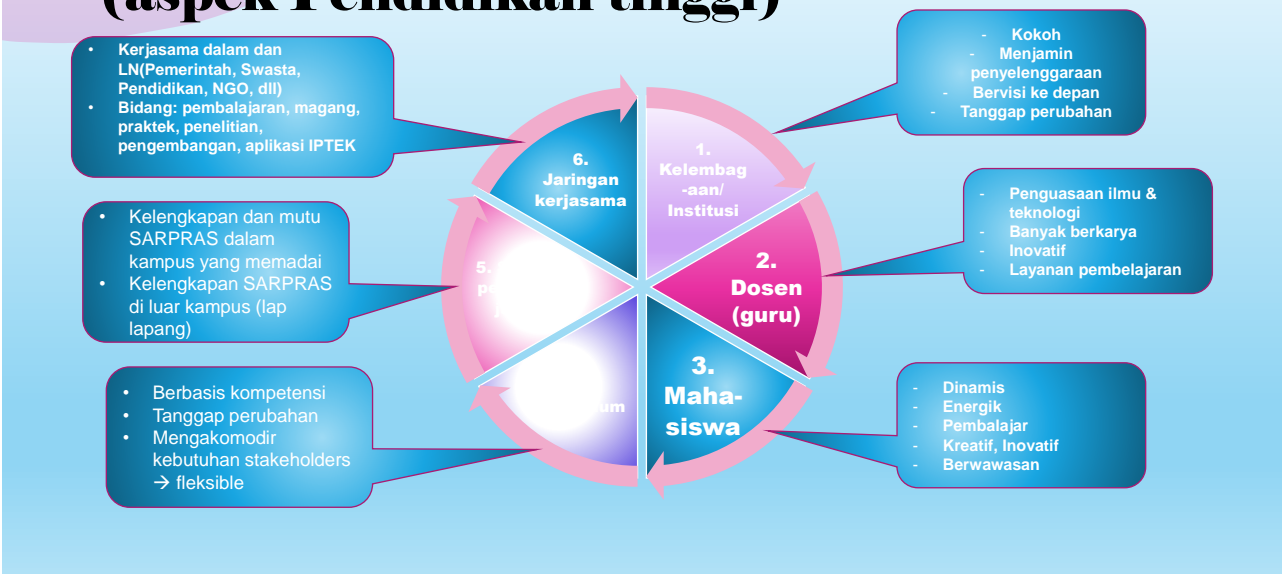 (aspek Pendidikan tinggi)
• Kerjasama dalam dan
LN(Pemerintah, Swasta,
Pendidikan, NGO, dll)
• Bidang: pembalajaran, magang,
praktek, penelitian,
pengembangan, aplikasi IPTEK
- Kokoh
- Menjamin
penyelenggaraan
- Bervisi ke depan
- Tanggap perubahan
6.
Jaringan
kerjasama
1.
Kelembag
-aan/
Institusi
- Penguasaan ilmu &
teknologi
- Banyak berkarya
- Inovatif
- Layanan pembelajaran
• Kelengkapan dan mutu
SARPRAS dalam
kampus yang memadai
• Kelengkapan SARPRAS
di luar kampus (lap
lapang)
5.
2.
Dosen
(guru)
3.
Maha-
siswa
• Berbasis kompetensi
• Tanggap perubahan
• Mengakomodir
kebutuhan stakeholders
→ fleksible
- Dinamis
- Energik
- Pembalajar
- Kreatif, Inovatif
- Berwawasan